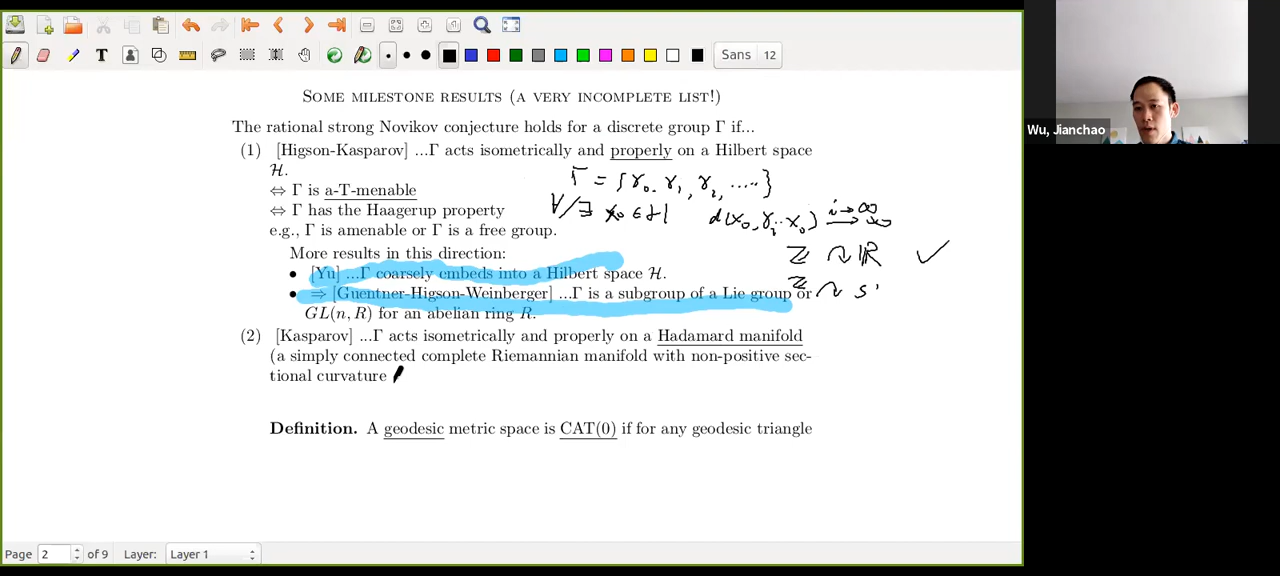 Sans 12
SOME MILESTONE RESULTS (A VERY INCOMPLETE LIST!)
The rational strong Novikov conjecture holds for a discrete group Γ if...
(1) [Higson-Kasparov] ...Γ acts isometrically and properly on a Hilbert space
ℋ.
Γ = {γ₀, γ₁, γ₂, .....}
⇔ Γ is a-T-menable
∀/∃ x₀ ∈ ℋ d(x₀, γᵢ·x₀) →^{i→∞} ∞
⇔ Γ has the Haagerup property
e.g., Γ is amenable or Γ is a free group.
ℤ ↷ ℝ ✓
More results in this direction:
• [Yu] ...Γ coarsely embeds into a Hilbert space ℋ.
ℤ ↷ S¹
• ⇒ [Guentner-Higson-Weinberger] ...Γ is a subgroup of a Lie group or
GL(n, R) for an abelian ring R.
(2) [Kasparov] ...Γ acts isometrically and properly on a Hadamard manifold
(a simply connected complete Riemannian manifold with non-positive sec-
tional curvature
Definition. A geodesic metric space is CAT(0) if for any geodesic triangle
Wu, Jianchao
Page 2 of 9 Layer: Layer 1